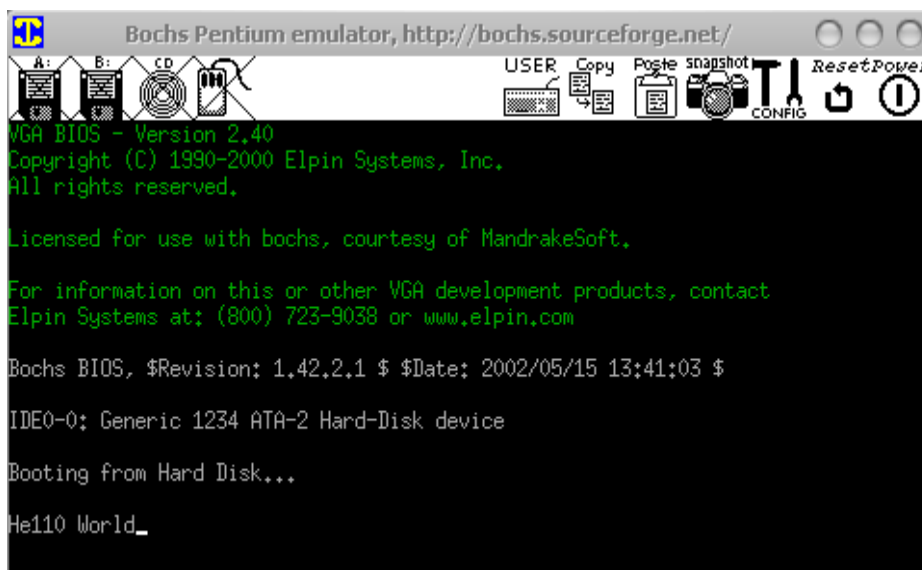 Bochs Pentium emulator, http://bochs.sourceforge.net/
A: B: CD USER Copy Poste snapshot CONFIG Reset Power
VGA BIOS - Version 2.40
Copyright (C) 1990-2000 Elpin Systems, Inc.
All rights reserved.
Licensed for use with bochs, courtesy of MandrakeSoft.
For information on this or other VGA development products, contact
Elpin Systems at: (800) 723-9038 or www.elpin.com
Bochs BIOS, $Revision: 1.42.2.1 $ $Date: 2002/05/15 13:41:03 $
IDE0-0: Generic 1234 ATA-2 Hard-Disk device
Booting from Hard Disk...
He110 World_